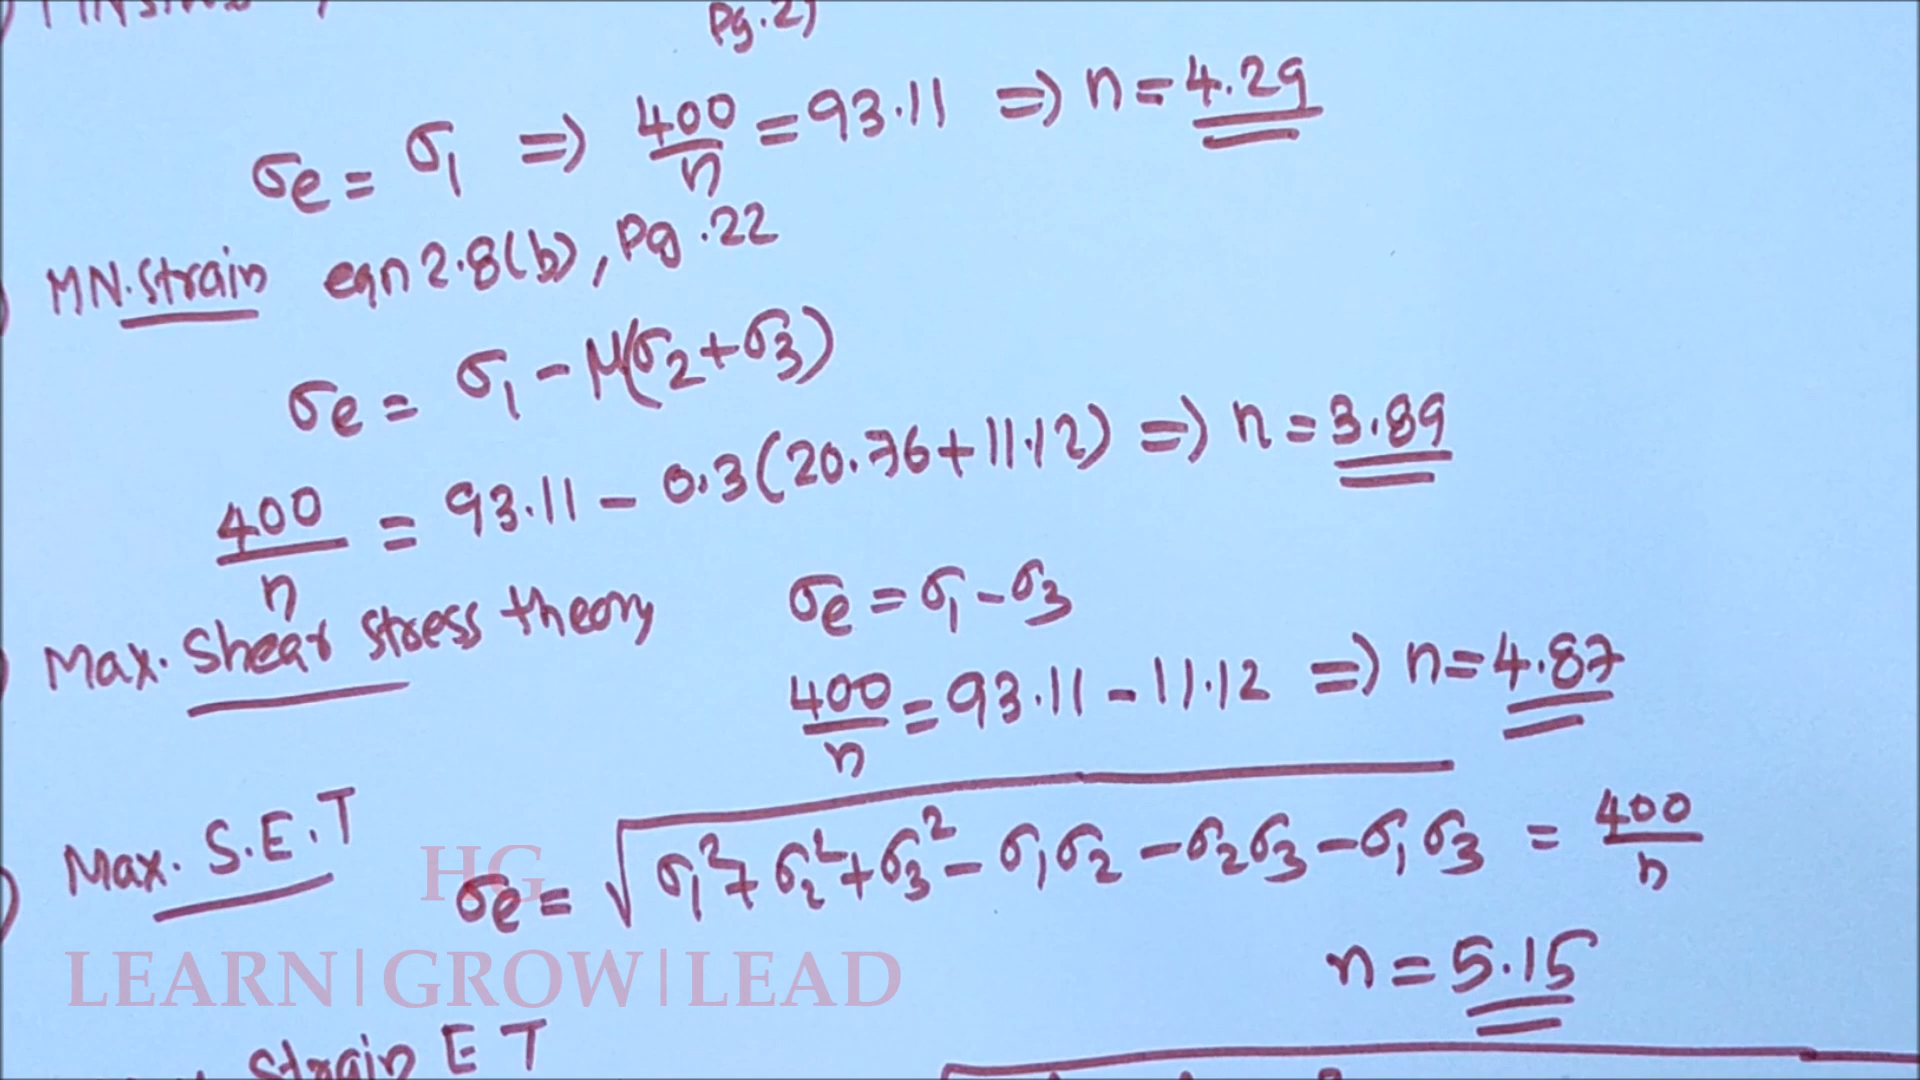 Pg.21
σe = σ1 ⇒ 400/n = 93.11 ⇒ n = 4.29
MN.strain eqn 2.8(b), Pg.22
σe = σ1 - μ(σ2+σ3)
400/n = 93.11 - 0.3(20.76+11.12) ⇒ n = 3.89
Max. Shear stress theory σe = σ1 - σ3
400/n = 93.11 - 11.12 ⇒ n = 4.87
Max. S.E.T σe = √(σ1² + σ2² + σ3² - σ1σ2 - σ2σ3 - σ1σ3) = 400/n
n = 5.15
HG
LEARN|GROW|LEAD
Strain E T